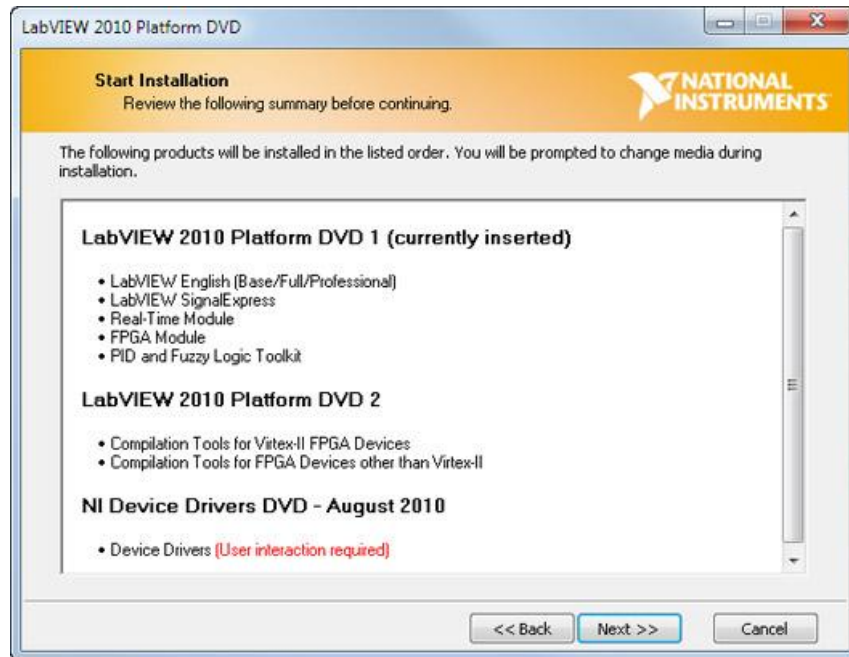 LabVIEW 2010 Platform DVD
Start Installation
Review the following summary before continuing.
NATIONAL
INSTRUMENTS
The following products will be installed in the listed order. You will be prompted to change media during
installation.
LabVIEW 2010 Platform DVD 1 (currently inserted)
• LabVIEW English (Base/Full/Professional)
• LabVIEW SignalExpress
• Real-Time Module
• FPGA Module
• PID and Fuzzy Logic Toolkit
LabVIEW 2010 Platform DVD 2
• Compilation Tools for Virtex-II FPGA Devices
• Compilation Tools for FPGA Devices other than Virtex-II
NI Device Drivers DVD - August 2010
• Device Drivers (User interaction required)
<< Back Next >> Cancel